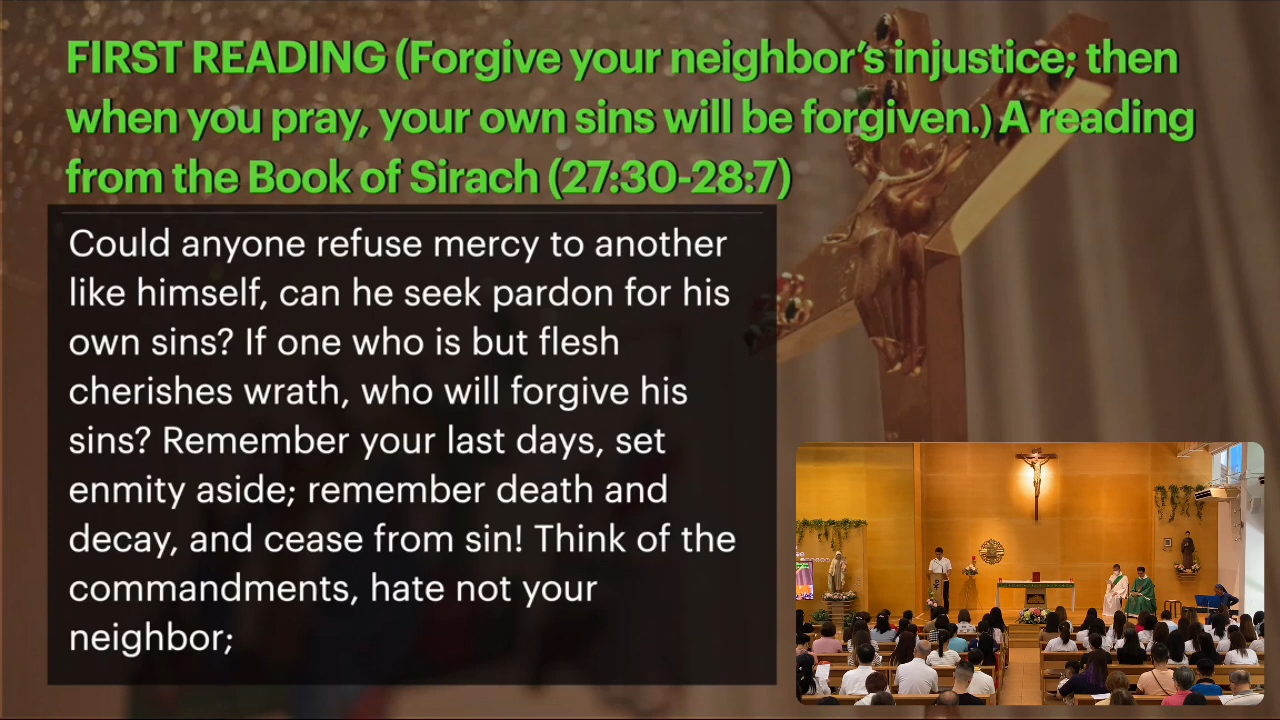 FIRST READING (Forgive your neighbor’s injustice; then
when you pray, your own sins will be forgiven.) A reading
from the Book of Sirach (27:30-28:7)
Could anyone refuse mercy to another
like himself, can he seek pardon for his
own sins? If one who is but flesh
cherishes wrath, who will forgive his
sins? Remember your last days, set
enmity aside; remember death and
decay, and cease from sin! Think of the
commandments, hate not your
neighbor;